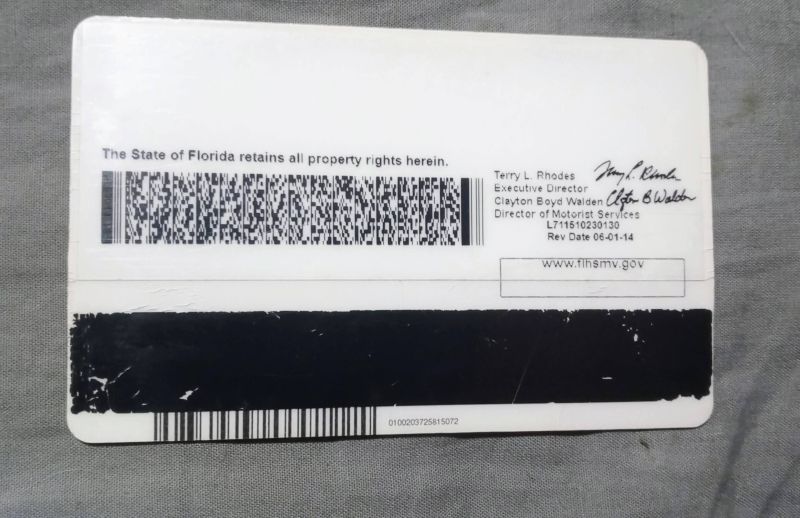 The State of Florida retains all property rights herein.
Terry L. Rhodes
Executive Director
Clayton Boyd Walden
Director of Motorist Services
L711510230130
Rev Date 06-01-14
www.flhsmv.gov
0100203725815072